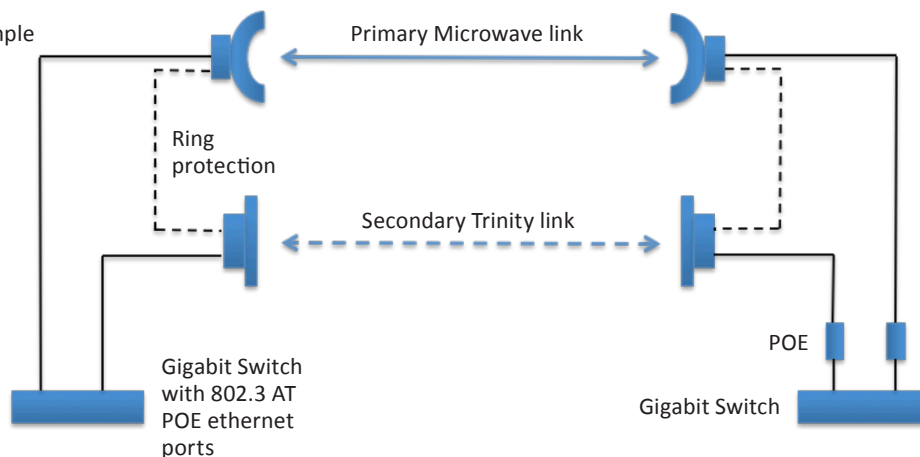 Primary Microwave link
Ring
protection
Secondary Trinity link
POE
Gigabit Switch
with 802.3 AT
POE ethernet
ports
Gigabit Switch